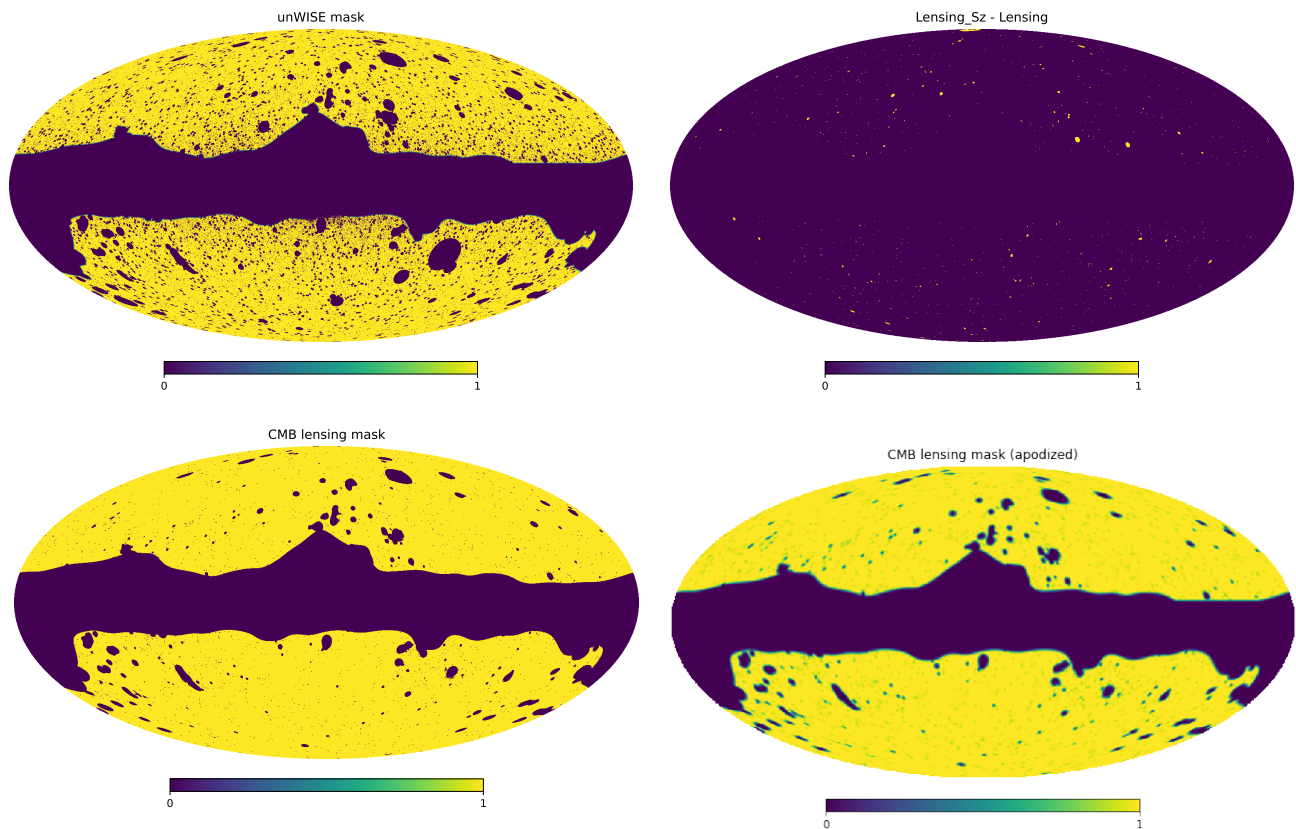 unWISE mask
Lensing_Sz - Lensing
0 1
0 1
CMB lensing mask
CMB lensing mask (apodized)
0 1
0 1